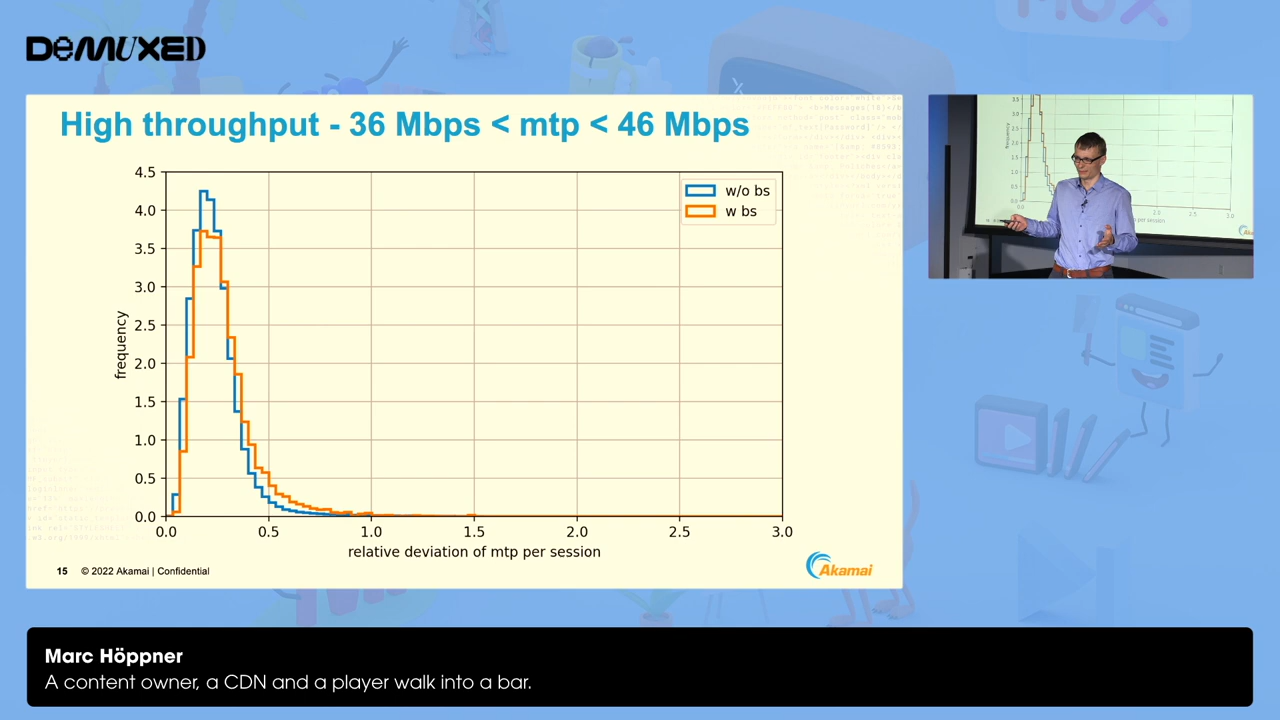 DEMUXED
High throughput - 36 Mbps < mtp < 46 Mbps
4.5
4.0
3.5
3.0
2.5
2.0
1.5
1.0
0.5
0.0
frequency
w/o bs
w bs
0.0 0.5 1.0 1.5 2.0 2.5 3.0
relative deviation of mtp per session
15 © 2022 Akamai | Confidential
Akamai
Marc Höppner
A content owner, a CDN and a player walk into a bar.